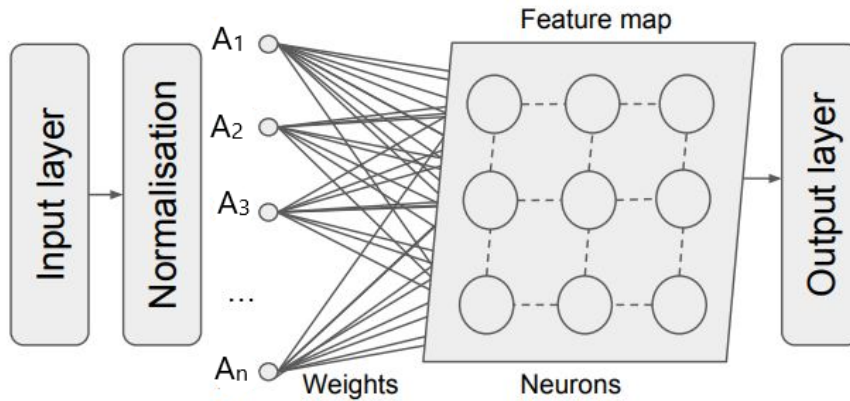 Input layer
Normalisation
A1
A2
A3
...
An
Weights
Feature map
Neurons
Output layer